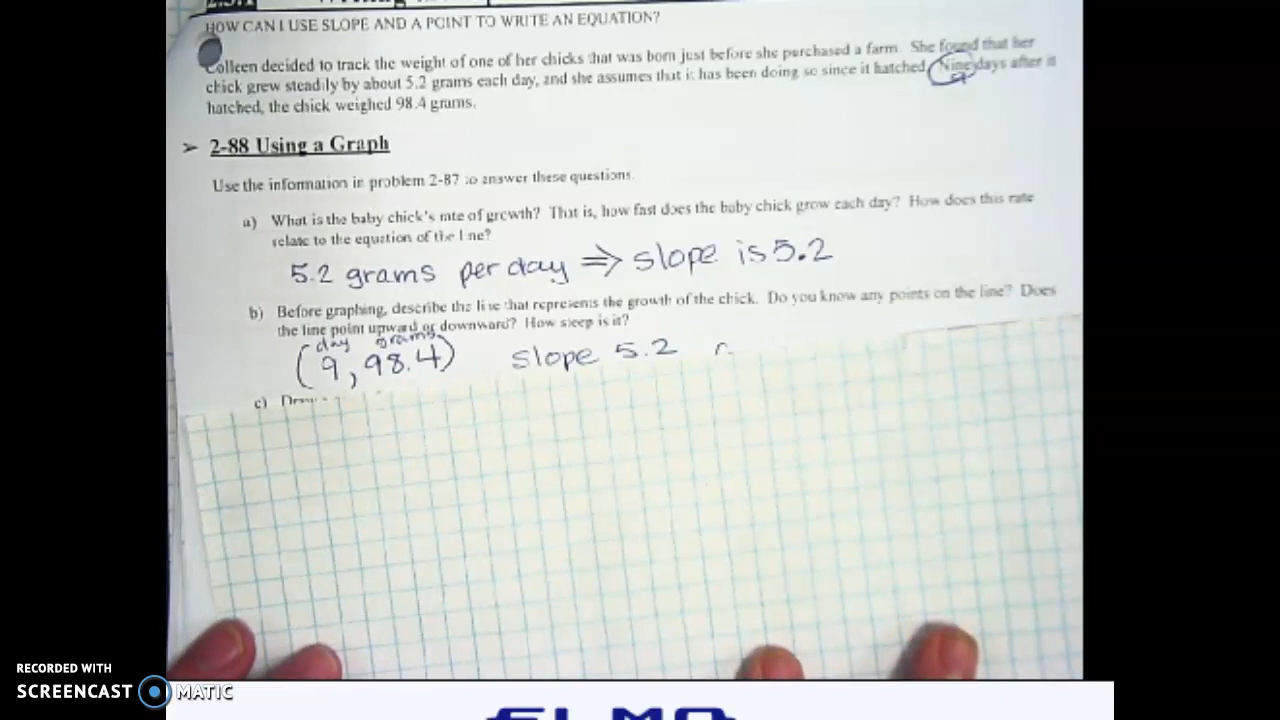 HOW CAN I USE SLOPE AND A POINT TO WRITE AN EQUATION?
Colleen decided to track the weight of one of her chicks that was born just before she purchased a farm. She found that her
chick grew steadily by about 5.2 grams each day, and she assumes that it has been doing so since it hatched. Nine days after it
hatched, the chick weighed 98.4 grams.
➢ 2-88 Using a Graph
Use the information in problem 2-87 to answer these questions.
a) What is the baby chick's rate of growth? That is, how fast does the baby chick grow each day? How does this rate
relate to the equation of the line?
5.2 grams per day ⇒ slope is 5.2
b) Before graphing, describe the line that represents the growth of the chick. Do you know any points on the line? Does
the line point upward or downward? How steep is it?
day grams
(9, 98.4) slope 5.2
c)
RECORDED WITH
SCREENCAST MATIC
ELMO